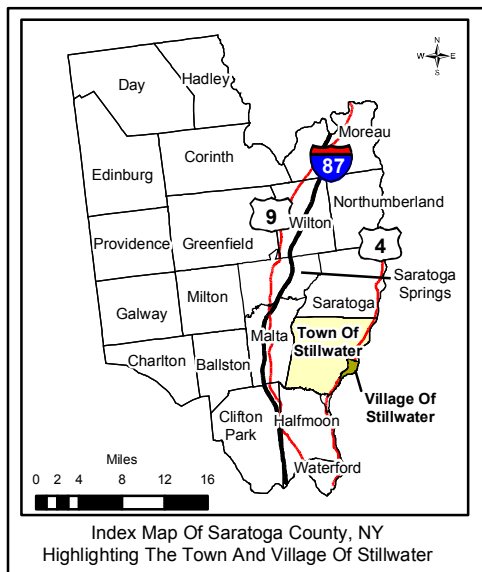 Day
Hadley
N
W
E
S
Moreau
Corinth
87
Edinburg
Northumberland
9
Wilton
4
Providence
Greenfield
Saratoga
Springs
Milton
Saratoga
Galway
Malta
Town Of
Stillwater
Charlton
Ballston
Village Of
Stillwater
Clifton
Park
Halfmoon
Miles
Waterford
0 2 4 8 12 16
Index Map Of Saratoga County, NY
Highlighting The Town And Village Of Stillwater